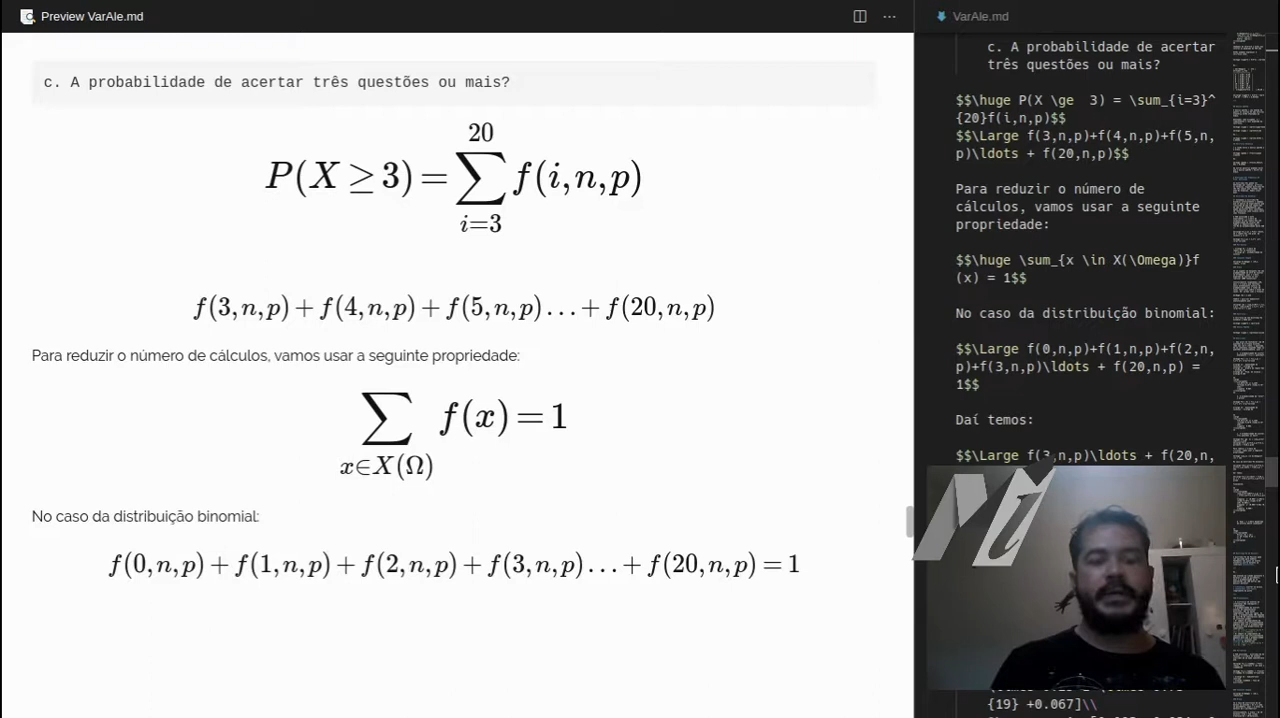 Preview VarAle.md
c. A probabilidade de acertar três questões ou mais?
20
P(X ≥ 3) = ∑ f(i, n, p)
i=3
f(3, n, p) + f(4, n, p) + f(5, n, p) … + f(20, n, p)
Para reduzir o número de cálculos, vamos usar a seguinte propriedade:
∑ f(x) = 1
x∈X(Ω)
No caso da distribuição binomial:
f(0, n, p) + f(1, n, p) + f(2, n, p) + f(3, n, p) … + f(20, n, p) = 1
VarAle.md
c. A probabilidade de acertar
três questões ou mais?
$$\huge P(X \ge  3) = \sum_{i=3}^
{20}f(i,n,p)$$
$$\Large f(3,n,p)+f(4,n,p)+f(5,n,
p)\ldots + f(20,n,p)$$
Para reduzir o número de
cálculos, vamos usar a seguinte
propriedade:
$$\huge \sum_{x \in X(\Omega)}f
(x) = 1$$
No caso da distribuição binomial:
$$\Large f(0,n,p)+f(1,n,p)+f(2,n,
p)+f(3,n,p)\ldots + f(20,n,p) =
1$$
Daí temos:
$$\Large f(3,n,p)\ldots + f(20,n,
{19} +0.067]\\